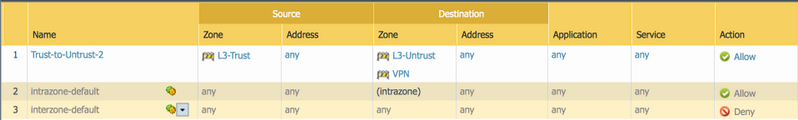 Source Destination
Name Zone Address Zone Address Application Service Action
1 Trust-to-Untrust-2 L3-Trust any L3-Untrust any any any Allow
VPN
2 intrazone-default any any (intrazone) any any any Allow
3 interzone-default any any any any any any Deny